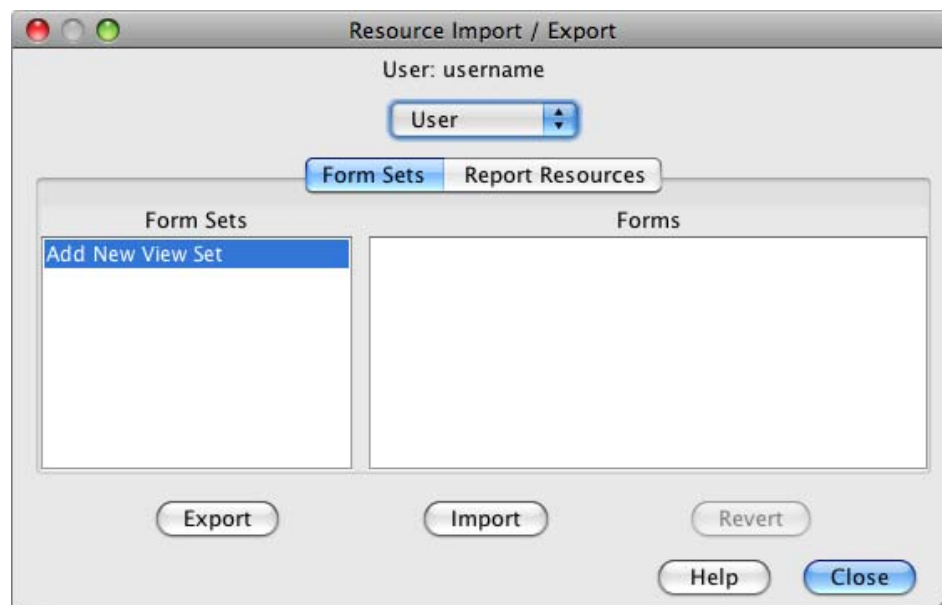 Resource Import / Export
User: username
User
Form Sets Report Resources
Form Sets Forms
Add New View Set
Export Import Revert
Help Close